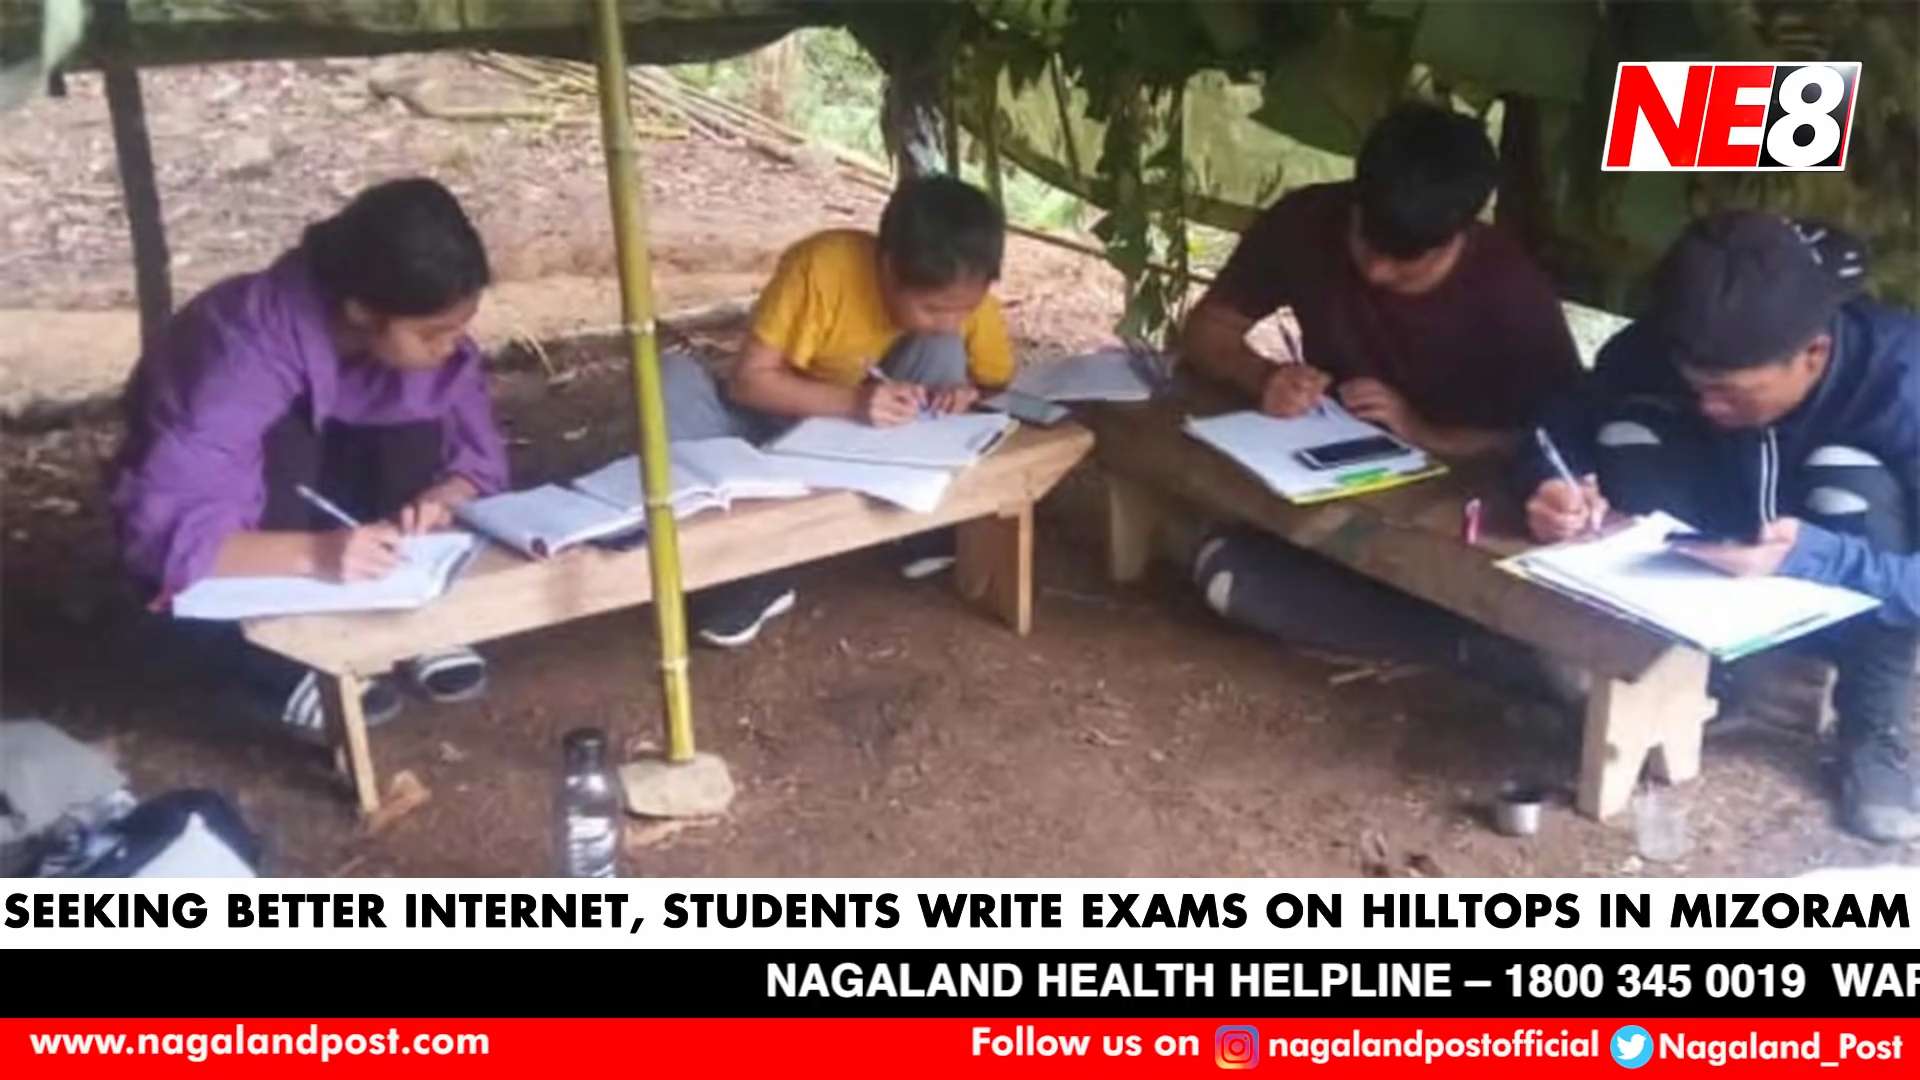 NE8
SEEKING BETTER INTERNET, STUDENTS WRITE EXAMS ON HILLTOPS IN MIZORAM
NAGALAND HEALTH HELPLINE – 1800 345 0019
www.nagalandpost.com Follow us on nagalandpostofficial Nagaland_Post